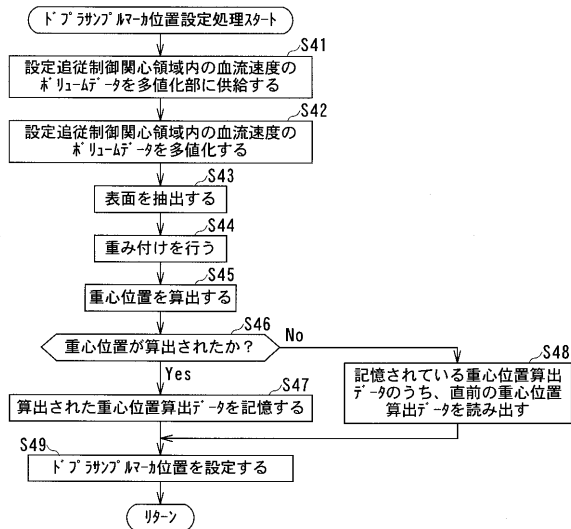 ﾄﾞﾌﾟﾗｻﾝﾌﾟﾙﾏｰｶ位置設定処理スタート
S41
設定追従制御関心領域内の血流速度の
ﾎﾞﾘｭｰﾑﾃﾞｰﾀを多値化部に供給する
S42
設定追従制御関心領域内の血流速度の
ﾎﾞﾘｭｰﾑﾃﾞｰﾀを多値化する
S43
表面を抽出する
S44
重み付けを行う
S45
重心位置を算出する
S46
重心位置が算出されたか？
No
Yes
S47
算出された重心位置算出データを記憶する
S48
記憶されている重心位置算出
データのうち、直前の重心位置
算出データを読み出す
S49
ﾄﾞﾌﾟﾗｻﾝﾌﾟﾙﾏｰｶ位置を設定する
ﾘﾀｰﾝ